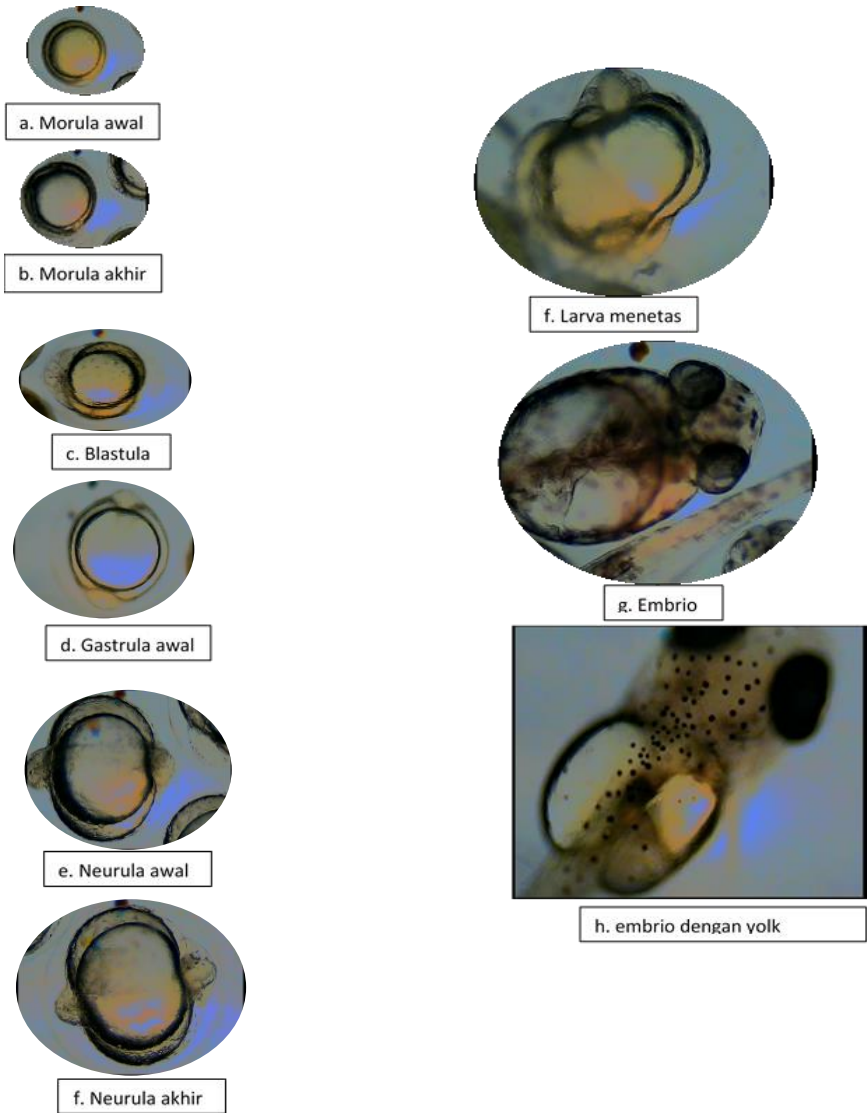 a. Morula awal
b. Morula akhir
c. Blastula
d. Gastrula awal
e. Neurula awal
f. Neurula akhir
f. Larva menetas
g. Embrio
h. embrio dengan yolk